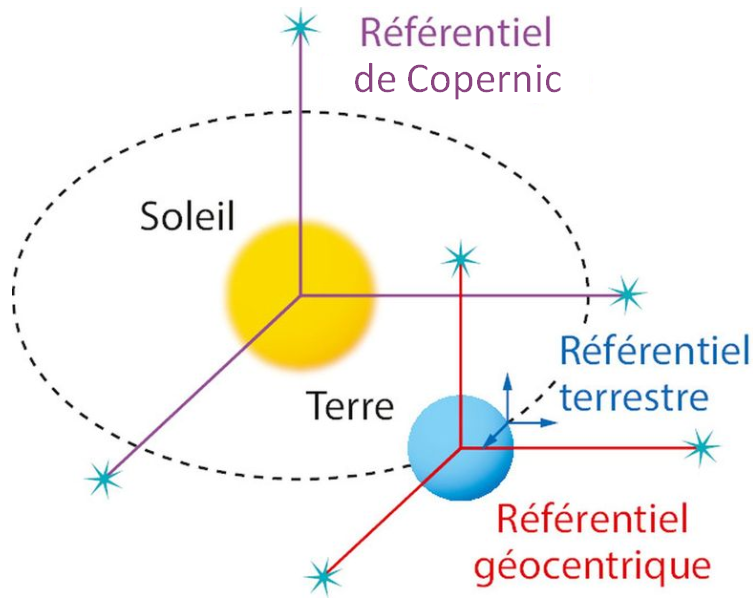 Référentiel
de Copernic
Soleil
Référentiel
terrestre
Terre
Référentiel
géocentrique